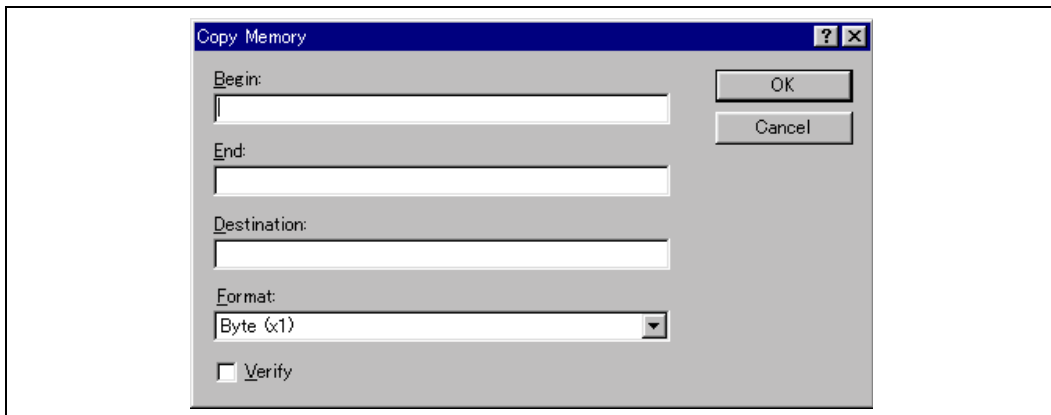 Copy Memory
Begin:
OK
Cancel
End:
Destination:
Format:
Byte (x1)
Verify